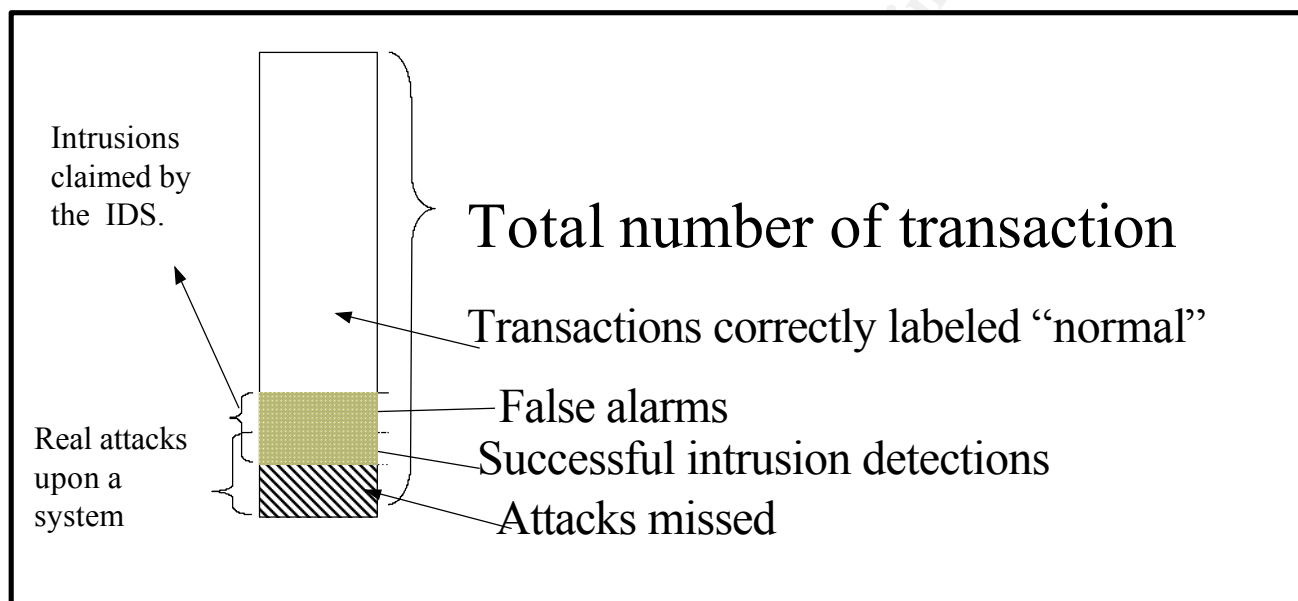 Intrusions
claimed by
the IDS.
Total number of transaction
Transactions correctly labeled “normal”
False alarms
Real attacks
upon a
system
Successful intrusion detections
Attacks missed